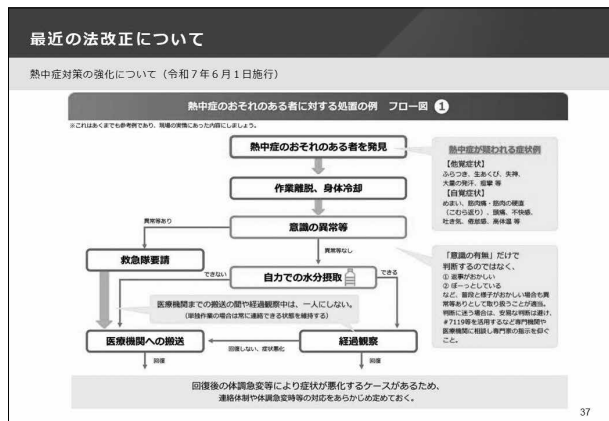 最近の法改正について
熱中症対策の強化について（令和７年６月１日施行）
熱中症のおそれのある者に対する処置の例　フロー図 ❶
※これはあくまでも参考例であり、現場の実情にあった内容にしましょう。
熱中症のおそれのある者を発見
作業離脱、身体冷却
異常等あり
意識の異常等
異常等なし
救急隊要請
自力での水分摂取
できない
できる
医療機関までの搬送の間や経過観察中は、一人にしない。
（単独作業の場合は常に連絡できる状態を維持する）
医療機関への搬送
経過観察
回復しない、症状悪化
回復
回復
熱中症が疑われる症状例
【他覚症状】
ふらつき、生あくび、失神、
大量の発汗、痙攣 等
【自覚症状】
めまい、筋肉痛・筋肉の硬直
（こむら返り）、頭痛、不快感、
吐き気、倦怠感、高体温 等
「意識の有無」だけで
判断するのではなく、
① 返事がおかしい
② ぼーっとしている
など、普段と様子がおかしい場合も異
常等ありとして取り扱うことが適当。
判断に迷う場合は、安易な判断は避け、
#7119等を活用するなど専門機関や
医療機関に相談し専門家の指示を仰ぐ
こと。
回復後の体調急変等により症状が悪化するケースがあるため、
連絡体制や体調急変時等の対応をあらかじめ定めておく。
37